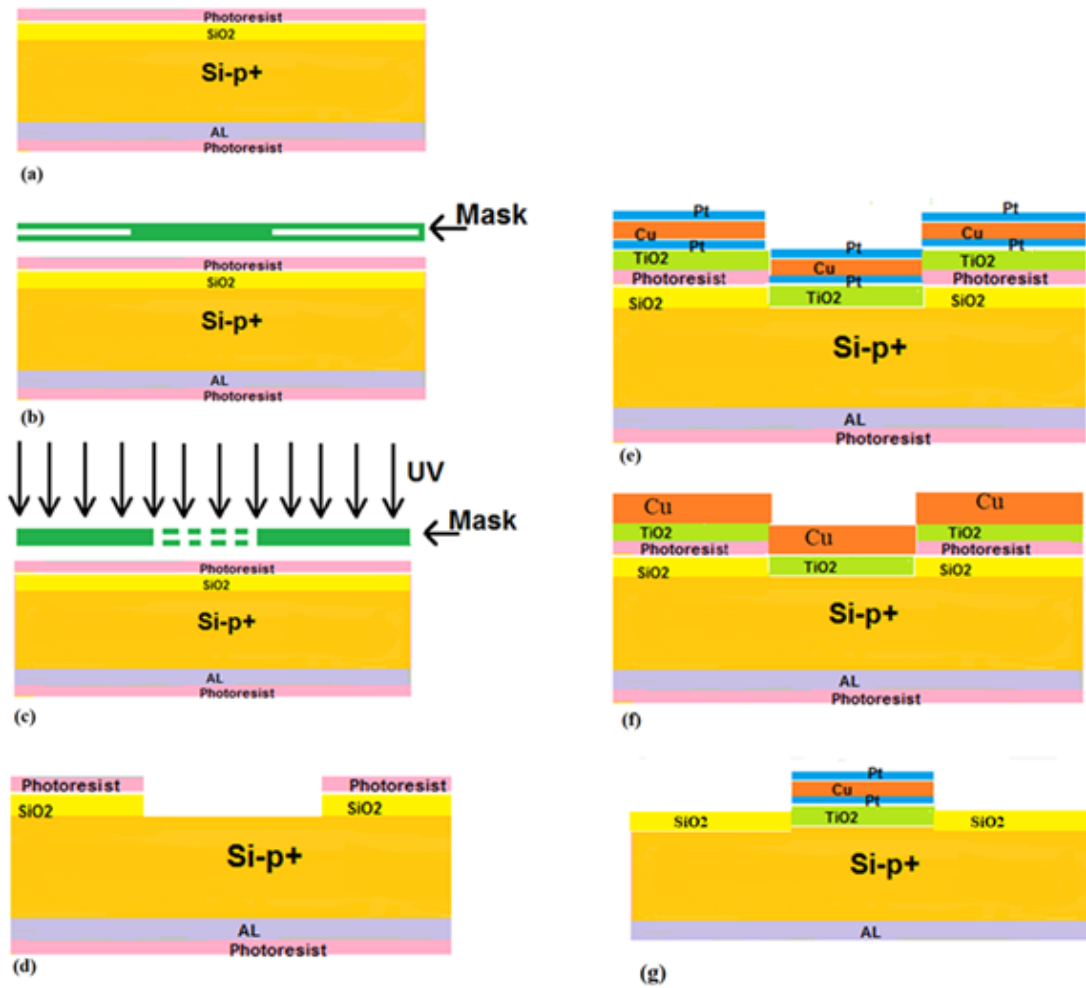 Photoresist
SiO2
Si-p+
AL
Photoresist
(a)
Mask
Photoresist
SiO2
Si-p+
AL
Photoresist
(b)
UV
Mask
Photoresist
SiO2
Si-p+
AL
Photoresist
(c)
Photoresist Photoresist
SiO2 SiO2
Si-p+
AL
Photoresist
(d)
Pt Pt
Cu Pt Cu
Pt Cu Pt
TiO2 Pt TiO2
Photoresist TiO2 Photoresist
SiO2 SiO2
Si-p+
AL
Photoresist
(e)
Cu Cu
TiO2 Cu TiO2
Photoresist Photoresist
SiO2 TiO2 SiO2
Si-p+
AL
Photoresist
(f)
Pt
Cu
Pt
SiO2 TiO2 SiO2
Si-p+
AL
(g)